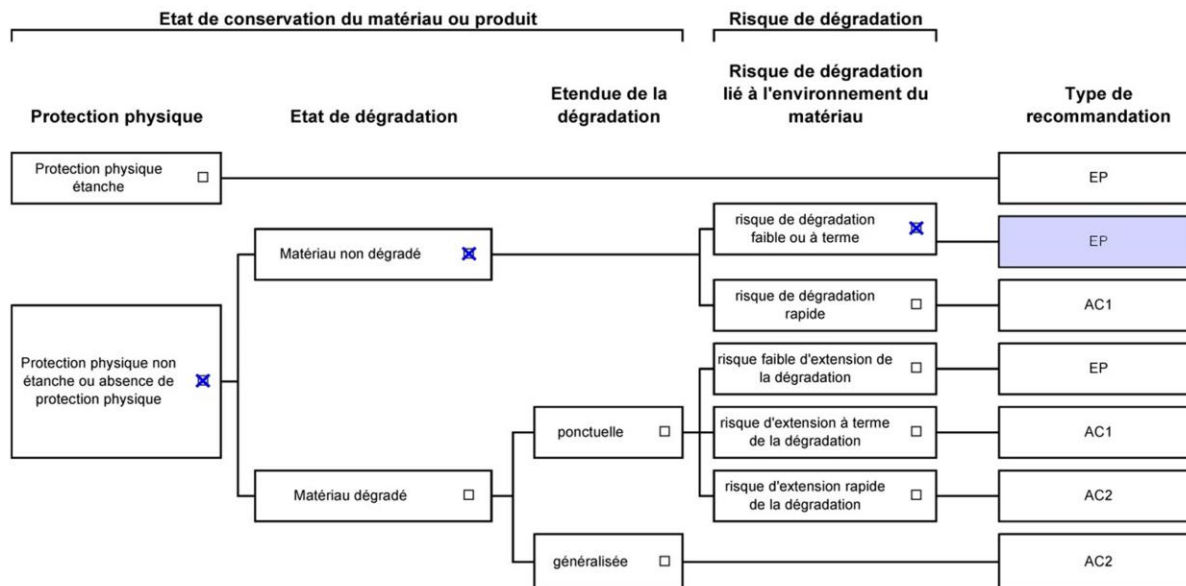 Etat de conservation du matériau ou produit
Risque de dégradation
Protection physique
Etat de dégradation
Etendue de la
dégradation
Risque de dégradation
lié à l'environnement du
matériau
Type de
recommandation
Protection physique
étanche
EP
Protection physique non
étanche ou absence de
protection physique
Matériau non dégradé
risque de dégradation
faible ou à terme
EP
risque de dégradation
rapide
AC1
Matériau dégradé
ponctuelle
risque faible d'extension de
la dégradation
EP
risque d'extension à terme
de la dégradation
AC1
risque d'extension rapide
de la dégradation
AC2
généralisée
AC2